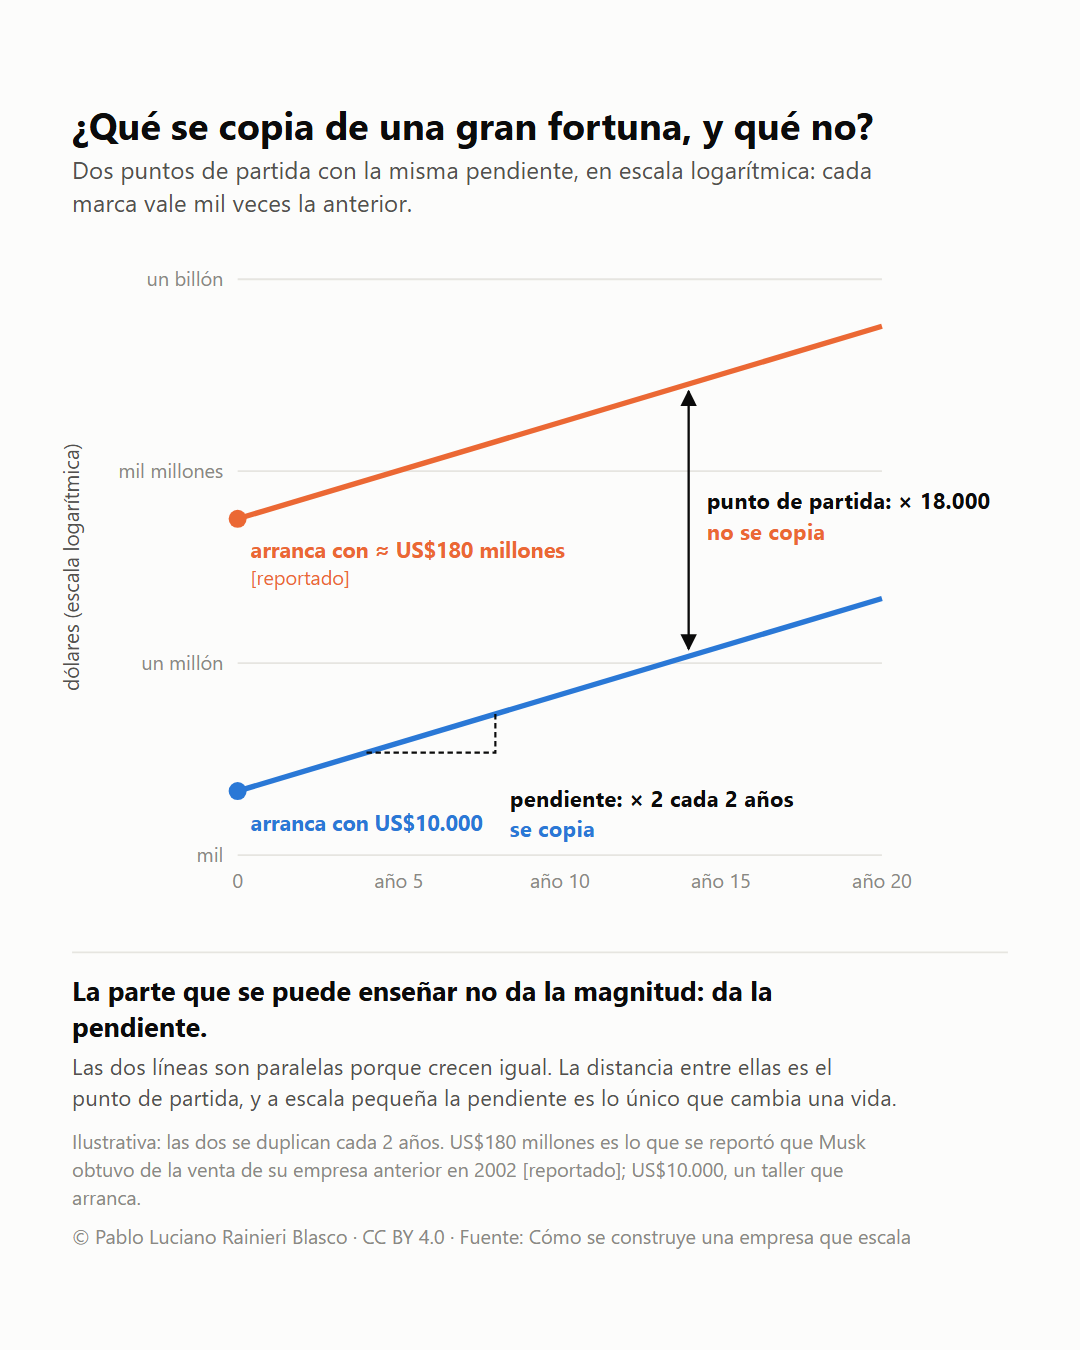 ¿Qué se copia de una gran fortuna, y qué no?
Dos puntos de partida con la misma pendiente, en escala logarítmica: cada
marca vale mil veces la anterior.
un billón
mil millones
un millón
mil
dólares (escala logarítmica)
arranca con ≈ US$180 millones
[reportado]
punto de partida: × 18.000
no se copia
arranca con US$10.000
pendiente: × 2 cada 2 años
se copia
0
año 5
año 10
año 15
año 20
La parte que se puede enseñar no da la magnitud: da la
pendiente.
Las dos líneas son paralelas porque crecen igual. La distancia entre ellas es el
punto de partida, y a escala pequeña la pendiente es lo único que cambia una vida.
Ilustrativa: las dos se duplican cada 2 años. US$180 millones es lo que se reportó que Musk
obtuvo de la venta de su empresa anterior en 2002 [reportado]; US$10.000, un taller que
arranca.
© Pablo Luciano Rainieri Blasco · CC BY 4.0 · Fuente: Cómo se construye una empresa que escala